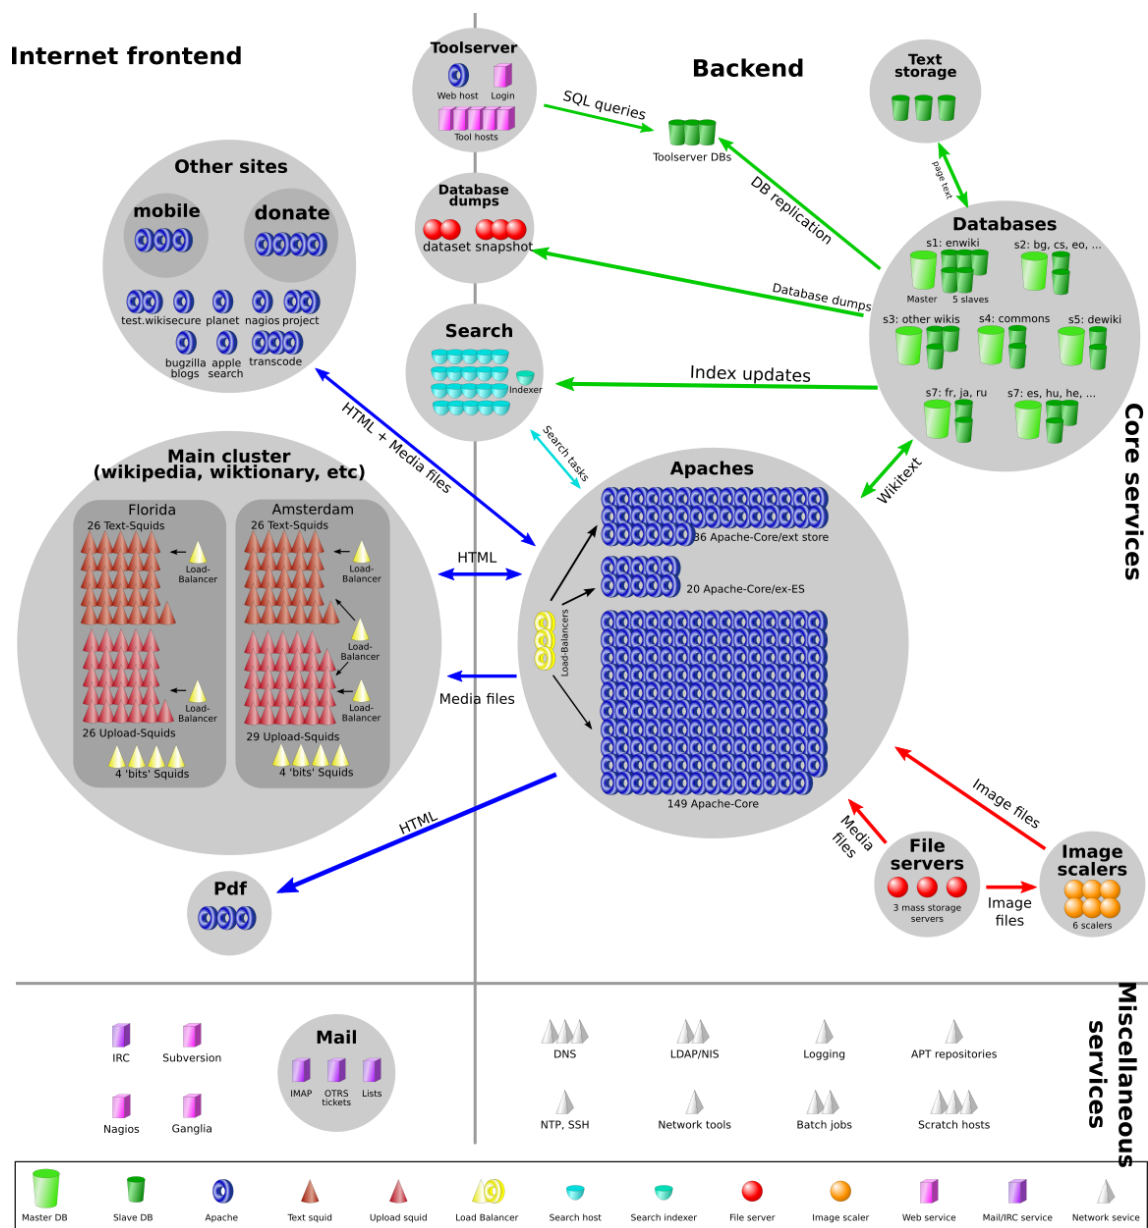 Internet frontend
Toolserver
Web host
Login
Tool hosts
Backend
SQL queries
Toolserver DBs
Text
storage
page text
Other sites
mobile
donate
test.wiki
secure
planet
nagios
project
bugzilla
blogs
apple
search
transcode
Database
dumps
dataset
snapshot
DB replication
Database dumps
Databases
s1: enwiki
s2: bg, cs, eo, ...
Master
5 slaves
s3: other wikis
s4: commons
s5: dewiki
s7: fr, ja, ru
s7: es, hu, he, ...
Search
Indexer
Index updates
Search tasks
HTML + Media files
Wikitext
Core services
Main cluster
(wikipedia, wiktionary, etc)
Florida
26 Text-Squids
Load-
Balancer
Load-
Balancer
26 Upload-Squids
4 'bits' Squids
Amsterdam
26 Text-Squids
Load-
Balancer
Load-
Balancer
Load-
Balancer
29 Upload-Squids
4 'bits' Squids
HTML
Media files
HTML
Apaches
36 Apache-Core/ext store
20 Apache-Core/ex-ES
Load-Balancers
149 Apache-Core
Pdf
Image files
Media
files
File
servers
3 mass storage
servers
Image
files
Image
scalers
6 scalers
Miscellaneous
services
IRC
Subversion
Nagios
Ganglia
Mail
IMAP
OTRS
tickets
Lists
DNS
LDAP/NIS
Logging
APT repositories
NTP, SSH
Network tools
Batch jobs
Scratch hosts
Master DB
Slave DB
Apache
Text squid
Upload squid
Load Balancer
Search host
Search indexer
File server
Image scaler
Web service
Mail/IRC service
Network sevice